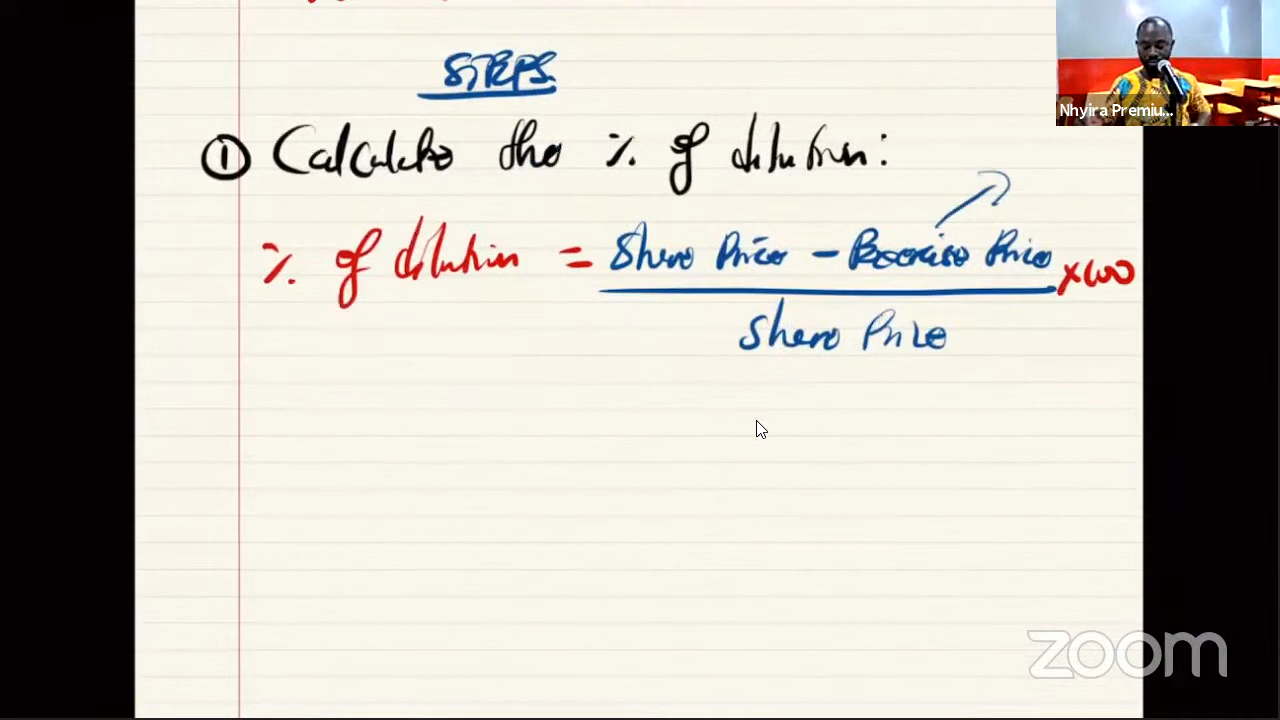 STEPS
① Calculate the % of dilution:
% of dilution = Share Price - Exercise Price ×100
Share Price
Nhyira Premiu...
zoom